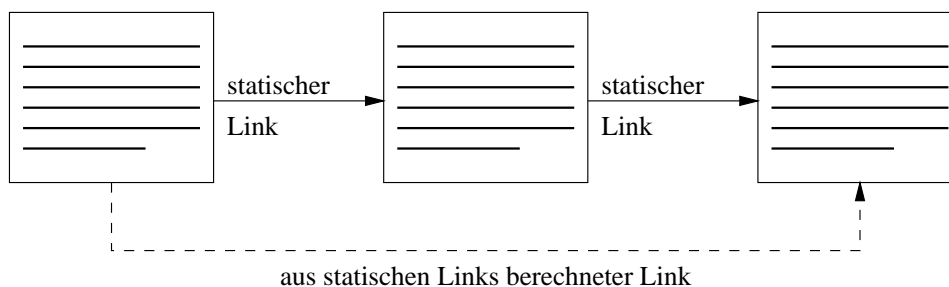 statischer
Link
statischer
Link
aus statischen Links berechneter Link